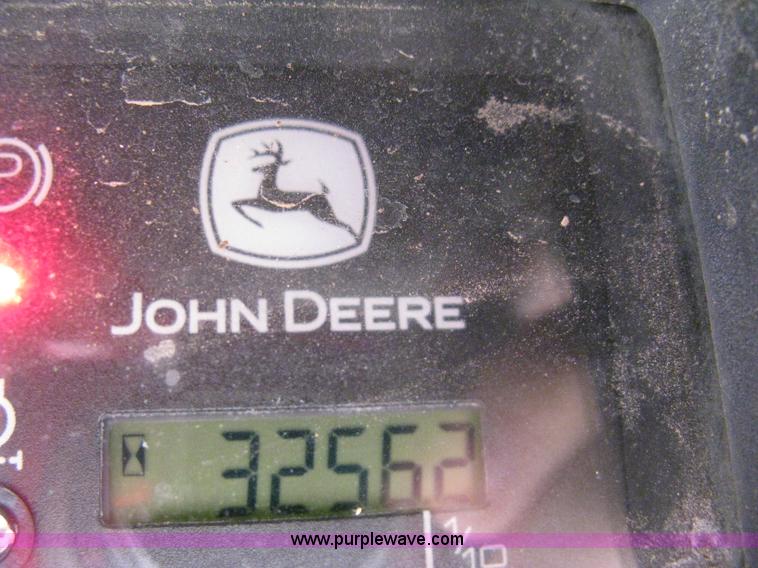 P
JOHN DEERE
32562
1/10
www.purplewave.com